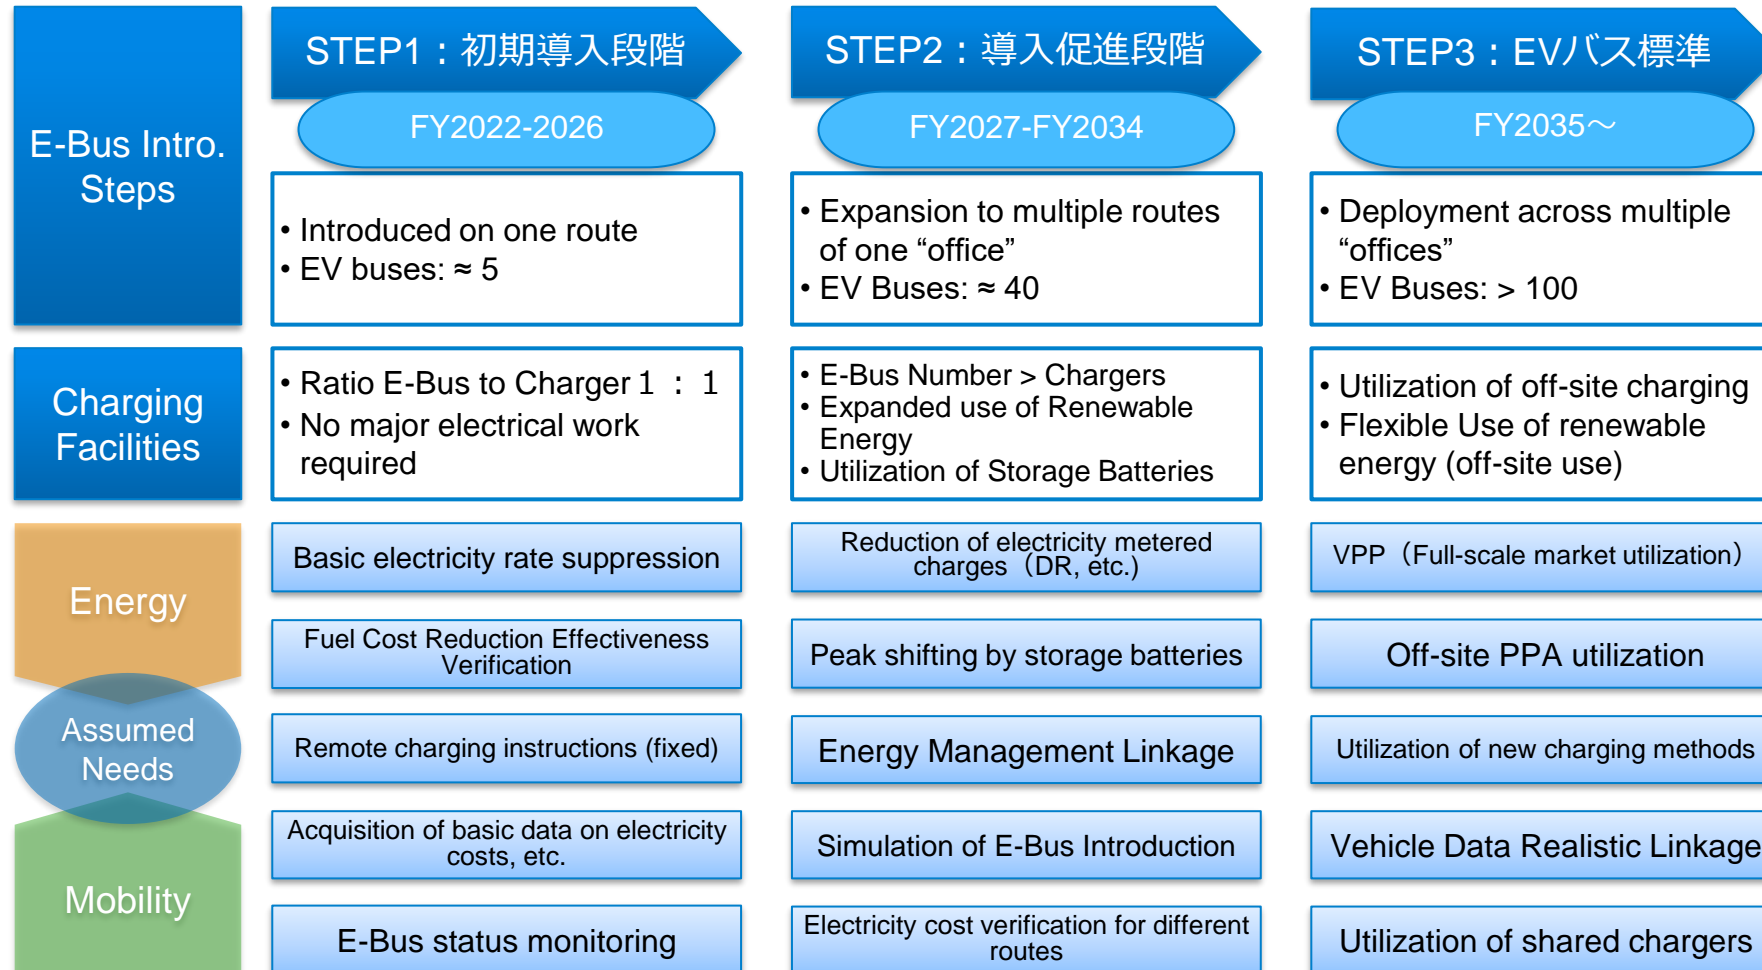 E-Bus Intro.
Steps
STEP1：初期導入段階
FY2022-2026
• Introduced on one route
• EV buses: ≈ 5
STEP2：導入促進段階
FY2027-FY2034
• Expansion to multiple routes
of one “office”
• EV Buses: ≈ 40
STEP3：EVバス標準
FY2035～
• Deployment across multiple
“offices”
• EV Buses: > 100
Charging
Facilities
• Ratio E-Bus to Charger１：１
• No major electrical work
required
• E-Bus Number > Chargers
• Expanded use of Renewable
Energy
• Utilization of Storage Batteries
• Utilization of off-site charging
• Flexible Use of renewable
energy (off-site use)
Energy
Assumed
Needs
Mobility
Basic electricity rate suppression
Reduction of electricity metered
charges（DR, etc.)
VPP（Full-scale market utilization）
Fuel Cost Reduction Effectiveness
Verification
Peak shifting by storage batteries
Off-site PPA utilization
Remote charging instructions (fixed)
Energy Management Linkage
Utilization of new charging methods
Acquisition of basic data on electricity
costs, etc.
Simulation of E-Bus Introduction
Vehicle Data Realistic Linkage
E-Bus status monitoring
Electricity cost verification for different
routes
Utilization of shared chargers